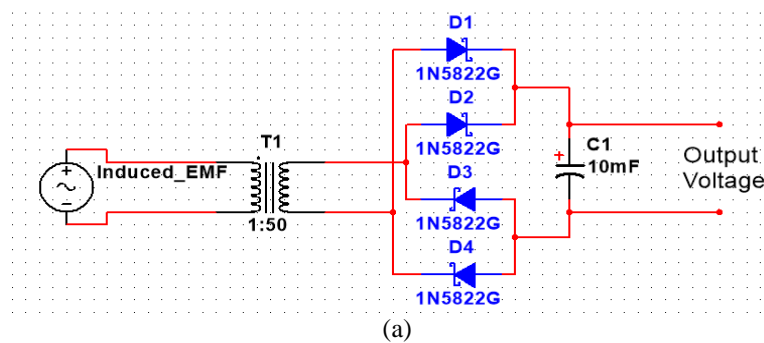 D1
1N5822G
D2
1N5822G
T1
Induced_EMF
1:50
D3
1N5822G
D4
1N5822G
+
C1
10mF
Output
Voltage
(a)